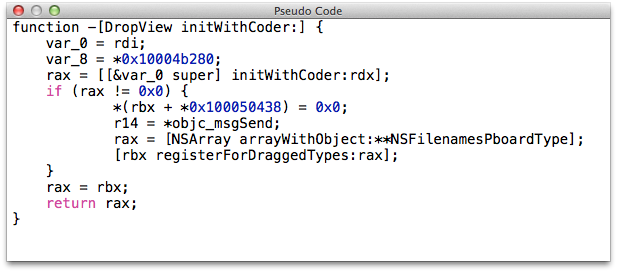 Pseudo Code
function -[DropView initWithCoder:] {
    var_0 = rdi;
    var_8 = *0x10004b280;
    rax = [[&var_0 super] initWithCoder:rdx];
    if (rax != 0x0) {
            *(rbx + *0x100050438) = 0x0;
            r14 = *objc_msgSend;
            rax = [NSArray arrayWithObject:**NSFilenamesPboardType];
            [rbx registerForDraggedTypes:rax];
    }
    rax = rbx;
    return rax;
}